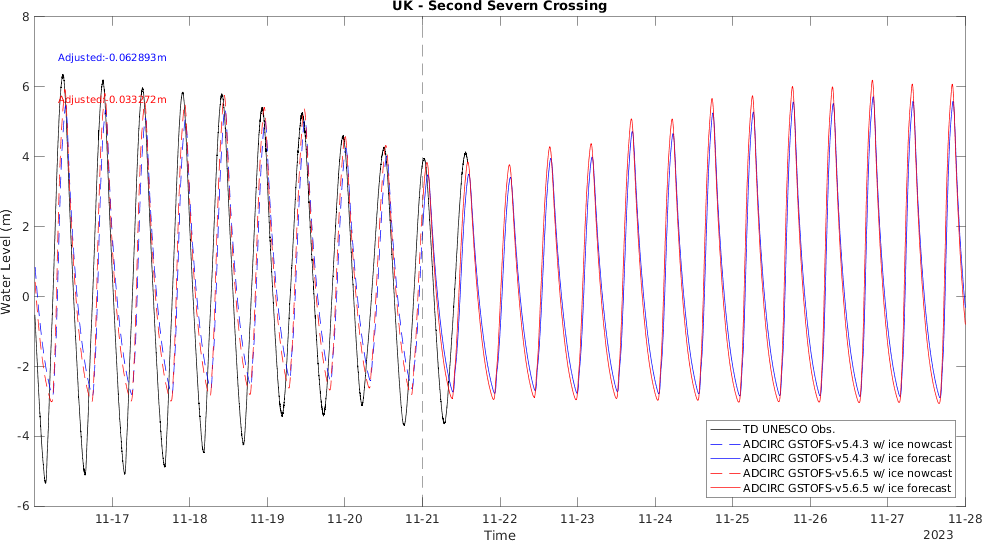 UK - Second Severn Crossing
8
6
4
2
0
-2
-4
-6
Water Level (m)
Adjusted:-0.062893m
Adjusted:-0.033272m
TD UNESCO Obs.
ADCIRC GSTOFS-v5.4.3 w/ ice nowcast
ADCIRC GSTOFS-v5.4.3 w/ ice forecast
ADCIRC GSTOFS-v5.6.5 w/ ice nowcast
ADCIRC GSTOFS-v5.6.5 w/ ice forecast
11-17 11-18 11-19 11-20 11-21 11-22 11-23 11-24 11-25 11-26 11-27 11-28
Time
2023